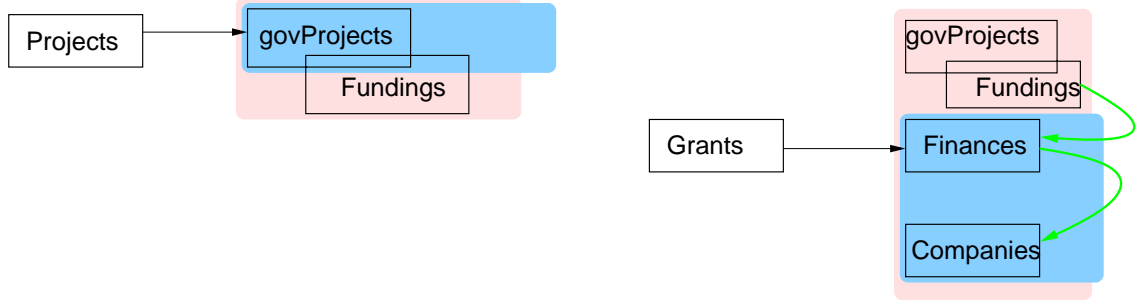 Projects
govProjects
Fundings
govProjects
Fundings
Grants
Finances
Companies